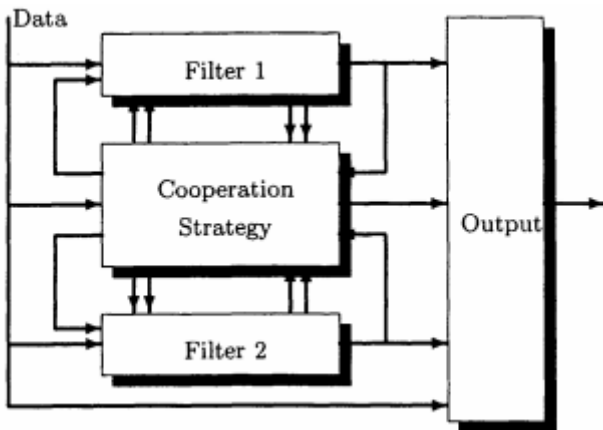 Data
Filter 1
Cooperation
Strategy
Output
Filter 2